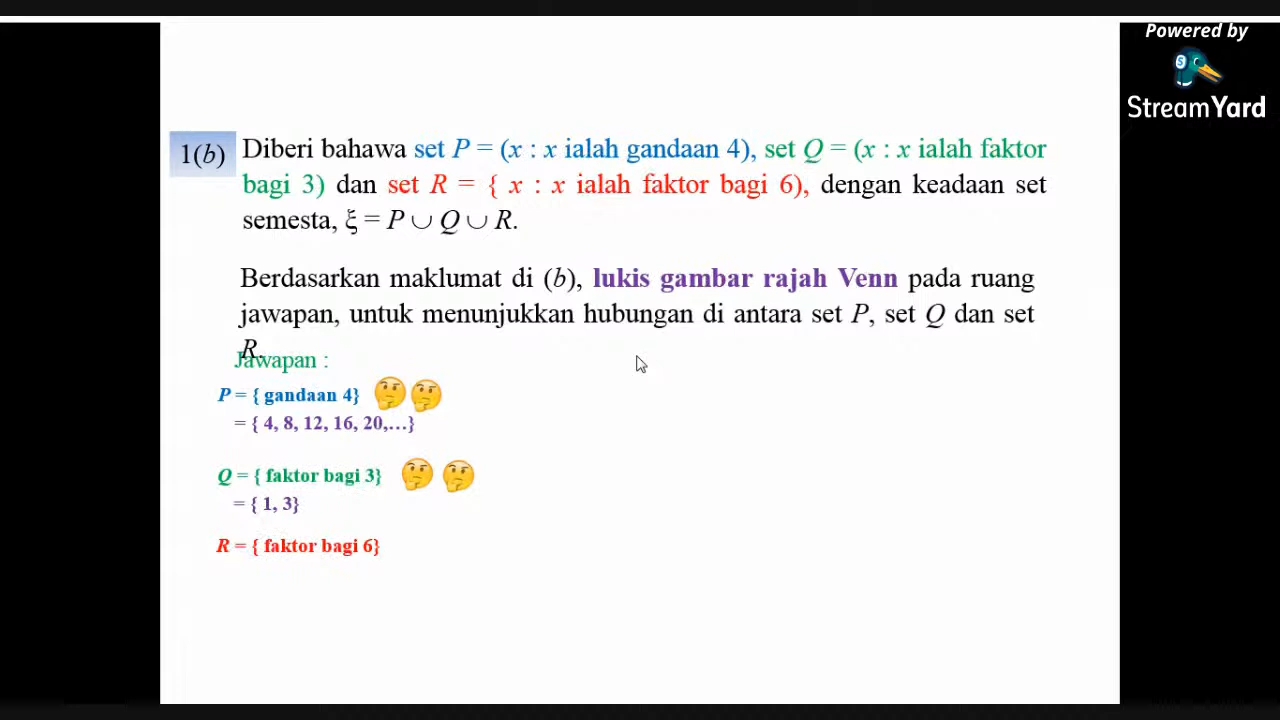 Powered by
StreamYard
1(b) Diberi bahawa set P = (x : x ialah gandaan 4), set Q = (x : x ialah faktor
bagi 3) dan set R = { x : x ialah faktor bagi 6), dengan keadaan set
semesta, ξ = P ∪ Q ∪ R.
Berdasarkan maklumat di (b), lukis gambar rajah Venn pada ruang
jawapan, untuk menunjukkan hubungan di antara set P, set Q dan set
R.
Jawapan :
P = { gandaan 4}
= { 4, 8, 12, 16, 20,...}
Q = { faktor bagi 3}
= { 1, 3}
R = { faktor bagi 6}